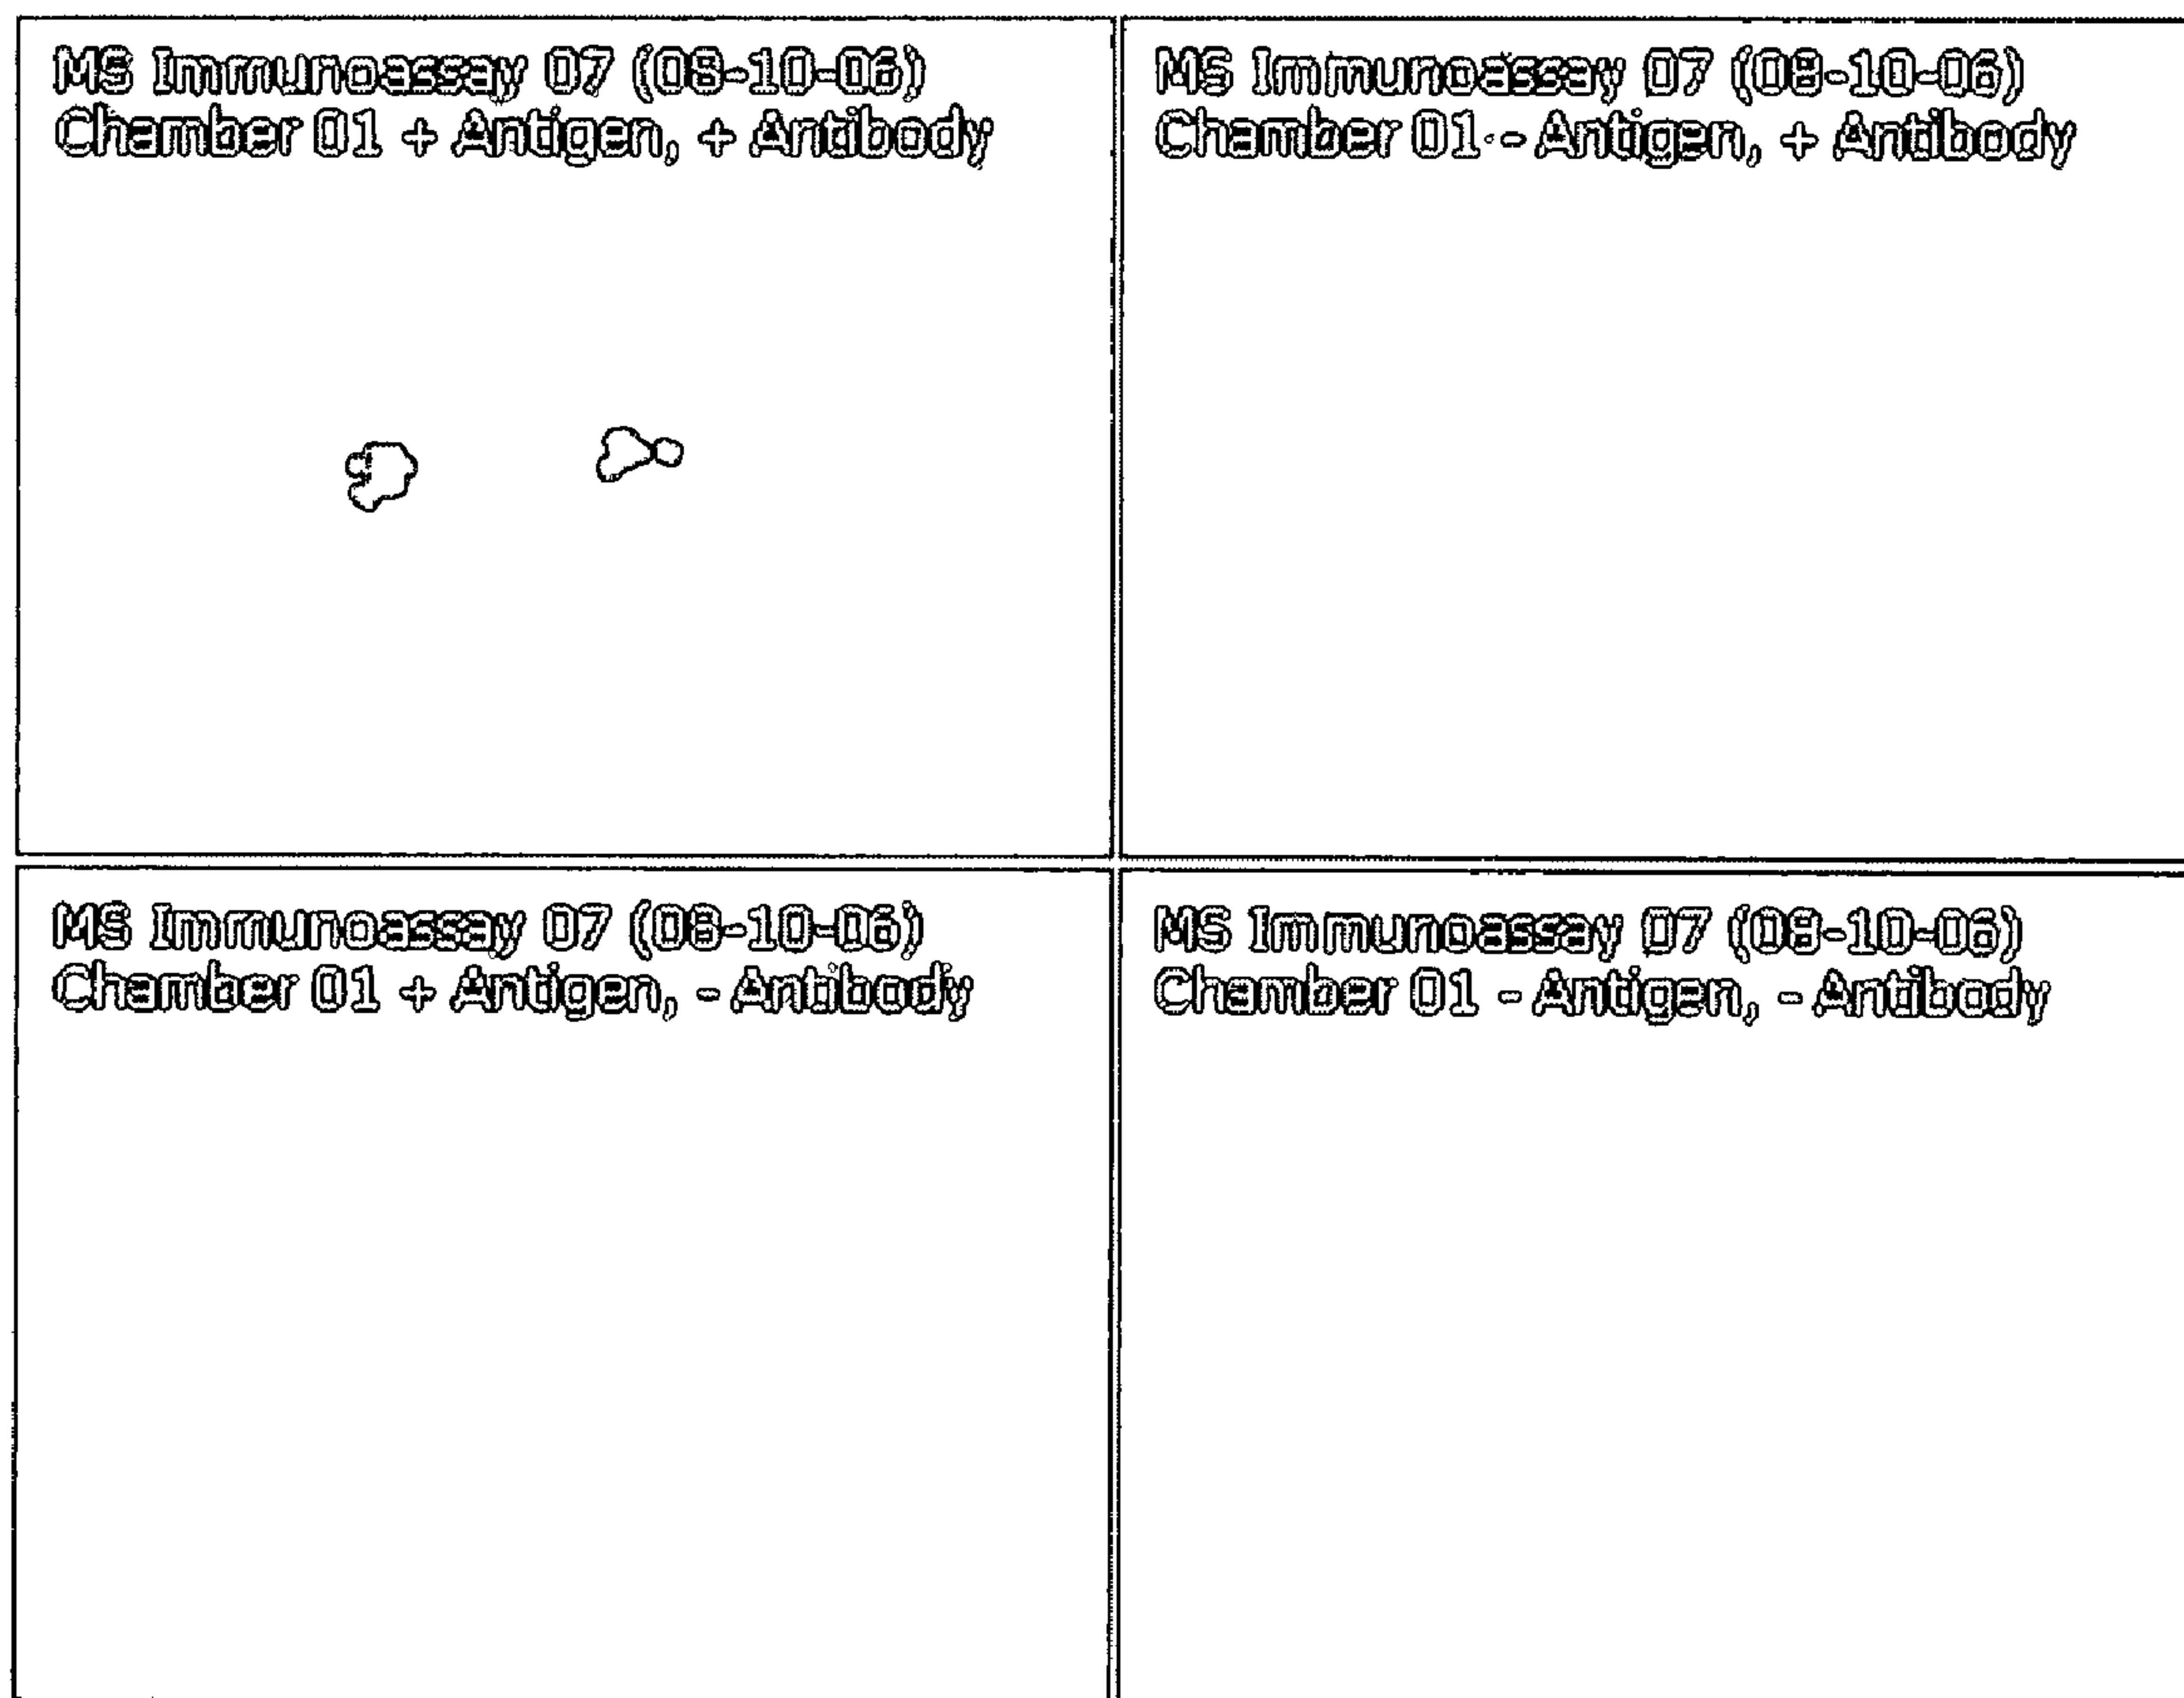 MS Immunoassay 07 (08-10-06)
Chamber 01 + Antigen, + Antibody
MS Immunoassay 07 (08-10-06)
Chamber 01 - Antigen, + Antibody
MS Immunoassay 07 (08-10-06)
Chamber 01 + Antigen, - Antibody
MS Immunoassay 07 (08-10-06)
Chamber 01 - Antigen, - Antibody